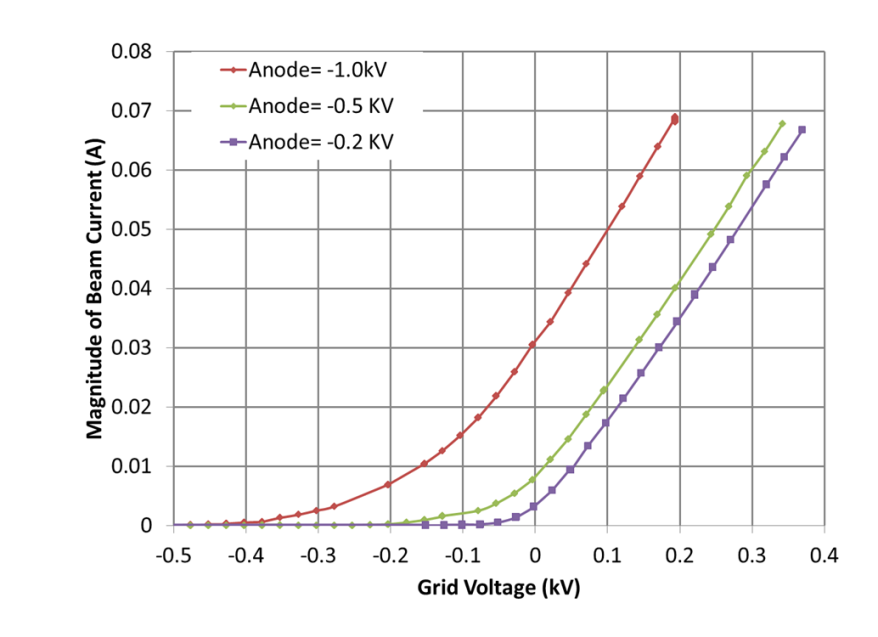 0.08
Anode= -1.0kV
0.07
Anode= -0.5 KV
Anode= -0.2 KV
0.06
0.05
0.04
0.03
0.02
0.01
0
Magnitude of Beam Current (A)
-0.5 -0.4 -0.3 -0.2 -0.1 0 0.1 0.2 0.3 0.4
Grid Voltage (kV)